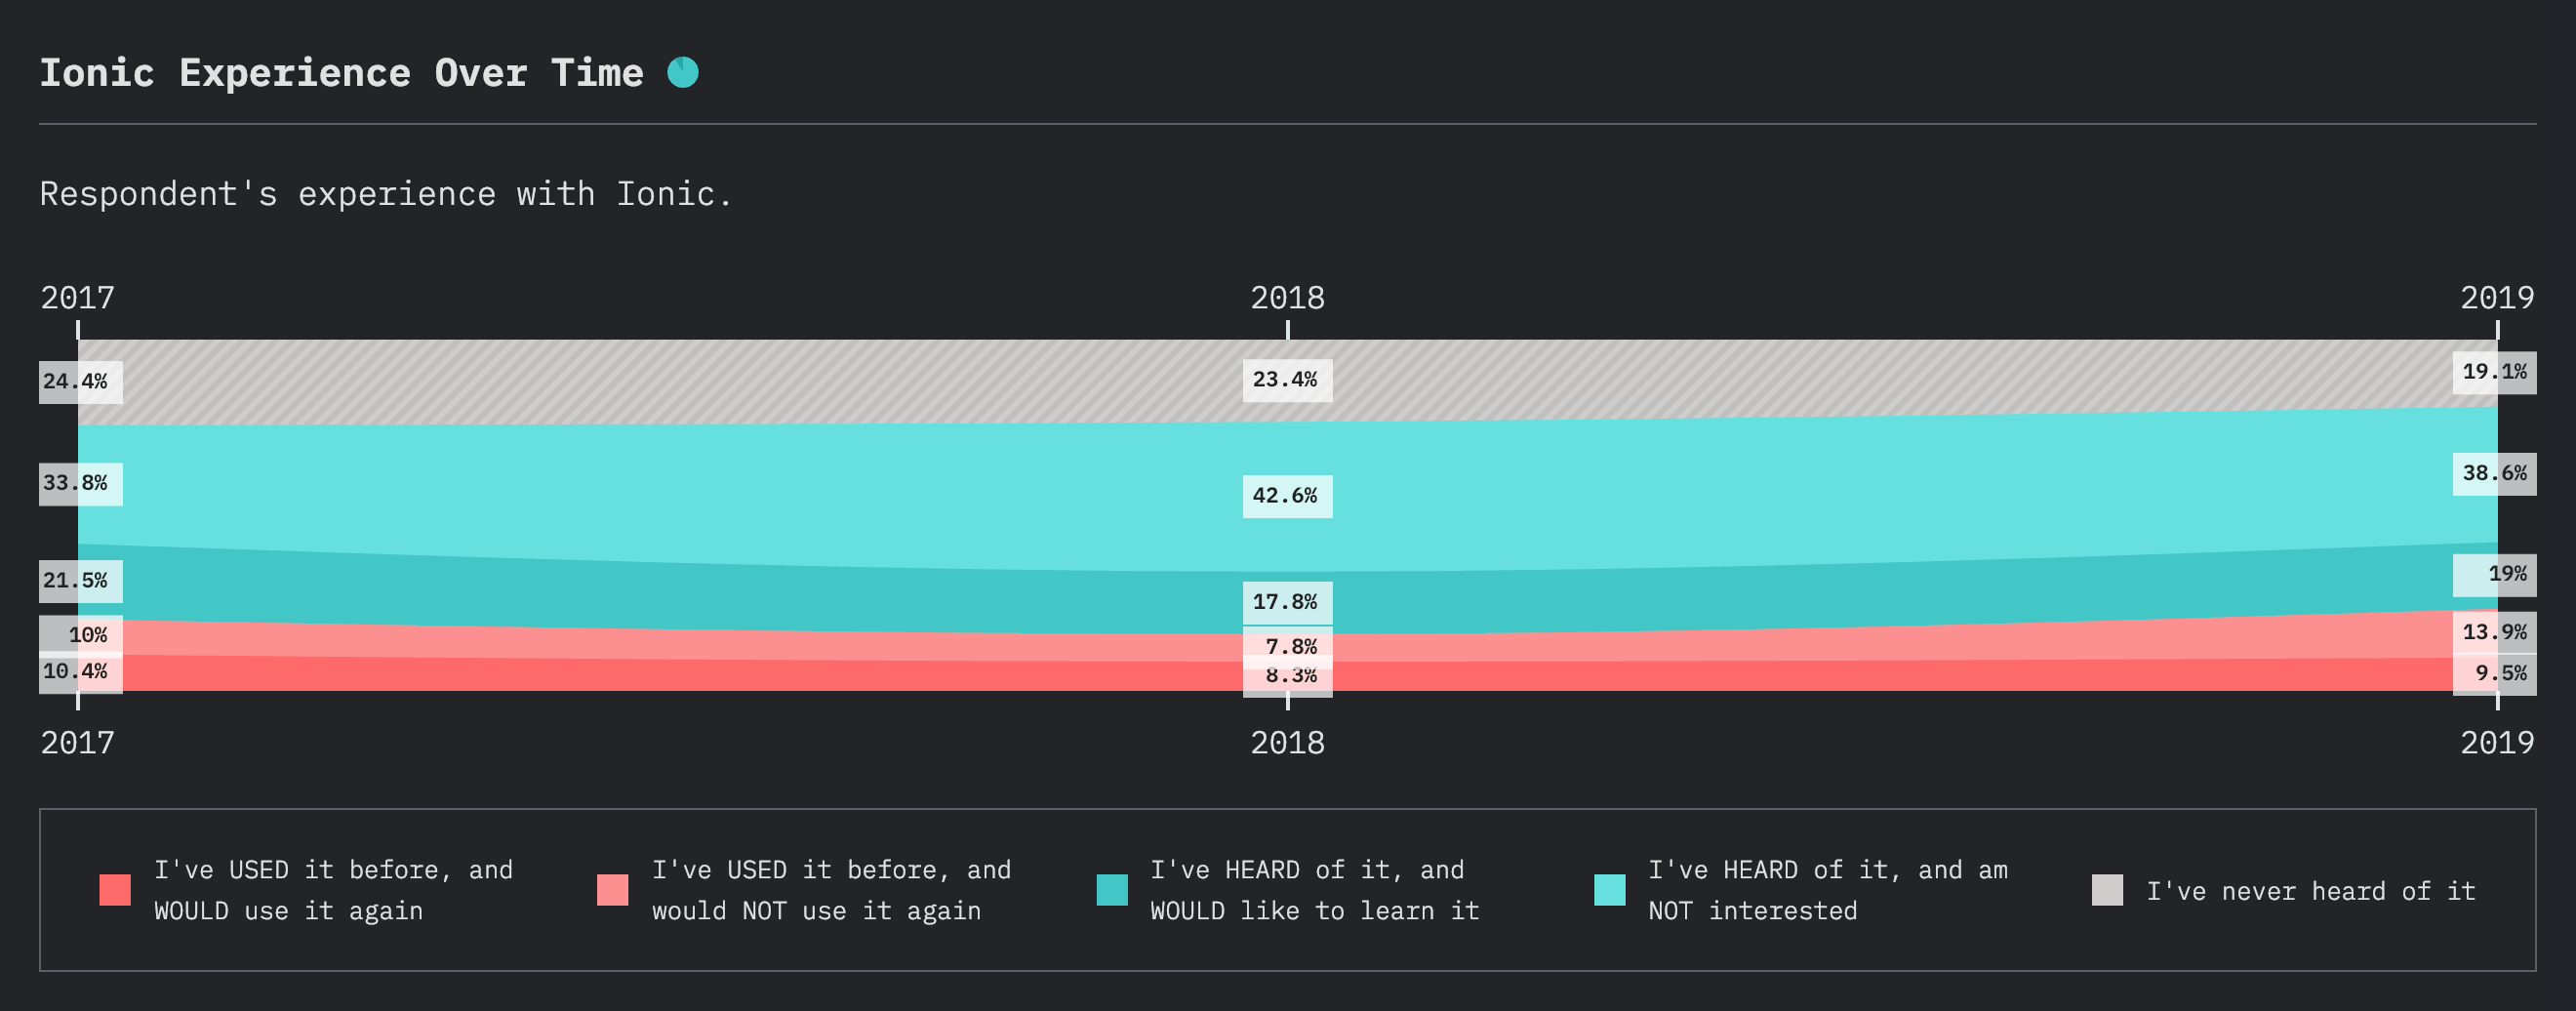 Ionic Experience Over Time
Respondent's experience with Ionic.
2017 2018 2019
24.4% 23.4% 19.1%
33.8% 42.6% 38.6%
21.5% 17.8% 19%
10% 7.8% 13.9%
10.4% 8.3% 9.5%
2017 2018 2019
I've USED it before, and
WOULD use it again
I've USED it before, and
would NOT use it again
I've HEARD of it, and
WOULD like to learn it
I've HEARD of it, and am
NOT interested
I've never heard of it